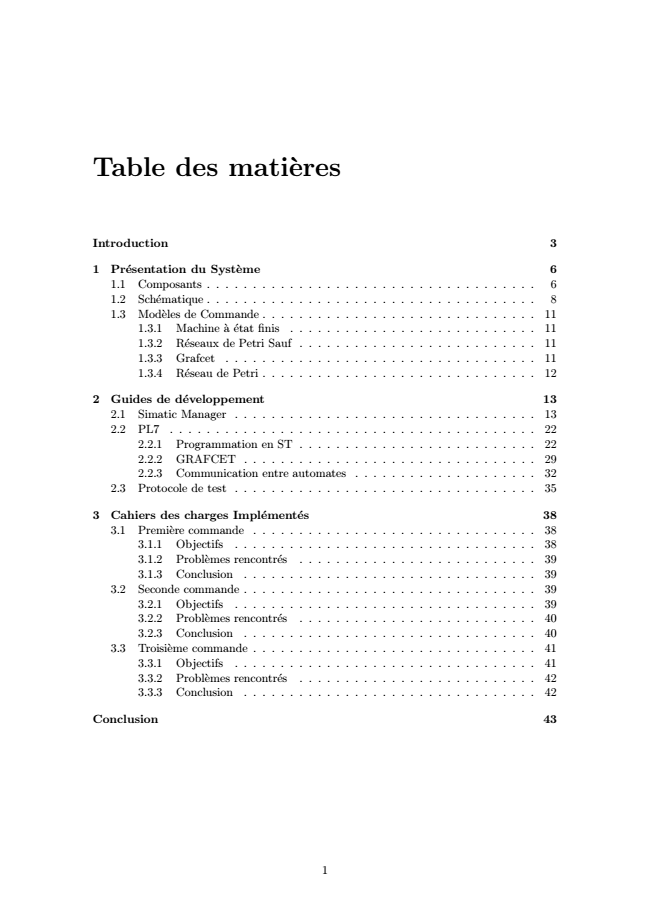 Table des matières
Introduction 3
1 Présentation du Système 6
1.1 Composants . . . . . . . . . . . . . . . . . . . . . . . . . . . . . . . . . . . 6
1.2 Schématique . . . . . . . . . . . . . . . . . . . . . . . . . . . . . . . . . . . 8
1.3 Modèles de Commande . . . . . . . . . . . . . . . . . . . . . . . . . . . . . 11
1.3.1 Machine à état finis . . . . . . . . . . . . . . . . . . . . . . . . . . 11
1.3.2 Réseaux de Petri Sauf . . . . . . . . . . . . . . . . . . . . . . . . . 11
1.3.3 Grafcet . . . . . . . . . . . . . . . . . . . . . . . . . . . . . . . . . 11
1.3.4 Réseau de Petri . . . . . . . . . . . . . . . . . . . . . . . . . . . . . 12
2 Guides de développement 13
2.1 Simatic Manager . . . . . . . . . . . . . . . . . . . . . . . . . . . . . . . . 13
2.2 PL7 . . . . . . . . . . . . . . . . . . . . . . . . . . . . . . . . . . . . . . . 22
2.2.1 Programmation en ST . . . . . . . . . . . . . . . . . . . . . . . . . 22
2.2.2 GRAFCET . . . . . . . . . . . . . . . . . . . . . . . . . . . . . . . 29
2.2.3 Communication entre automates . . . . . . . . . . . . . . . . . . . 32
2.3 Protocole de test . . . . . . . . . . . . . . . . . . . . . . . . . . . . . . . . 35
3 Cahiers des charges Implémentés 38
3.1 Première commande . . . . . . . . . . . . . . . . . . . . . . . . . . . . . . 38
3.1.1 Objectifs . . . . . . . . . . . . . . . . . . . . . . . . . . . . . . . . 38
3.1.2 Problèmes rencontrés . . . . . . . . . . . . . . . . . . . . . . . . . 39
3.1.3 Conclusion . . . . . . . . . . . . . . . . . . . . . . . . . . . . . . . 39
3.2 Seconde commande . . . . . . . . . . . . . . . . . . . . . . . . . . . . . . . 39
3.2.1 Objectifs . . . . . . . . . . . . . . . . . . . . . . . . . . . . . . . . 39
3.2.2 Problèmes rencontrés . . . . . . . . . . . . . . . . . . . . . . . . . 40
3.2.3 Conclusion . . . . . . . . . . . . . . . . . . . . . . . . . . . . . . . 40
3.3 Troisième commande . . . . . . . . . . . . . . . . . . . . . . . . . . . . . . 41
3.3.1 Objectifs . . . . . . . . . . . . . . . . . . . . . . . . . . . . . . . . 41
3.3.2 Problèmes rencontrés . . . . . . . . . . . . . . . . . . . . . . . . . 42
3.3.3 Conclusion . . . . . . . . . . . . . . . . . . . . . . . . . . . . . . . 42
Conclusion 43
1